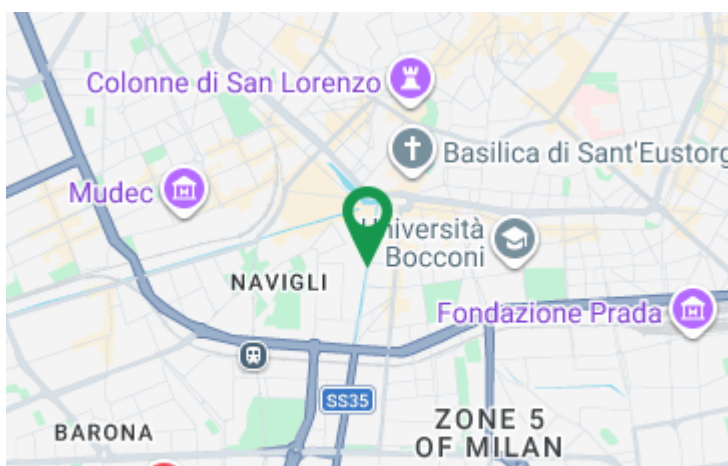 Colonne di San Lorenzo
Basilica di Sant'Eustorg
Mudec
Università
Bocconi
NAVIGLI
Fondazione Prada
SS35
ZONE 5
OF MILAN
BARONA